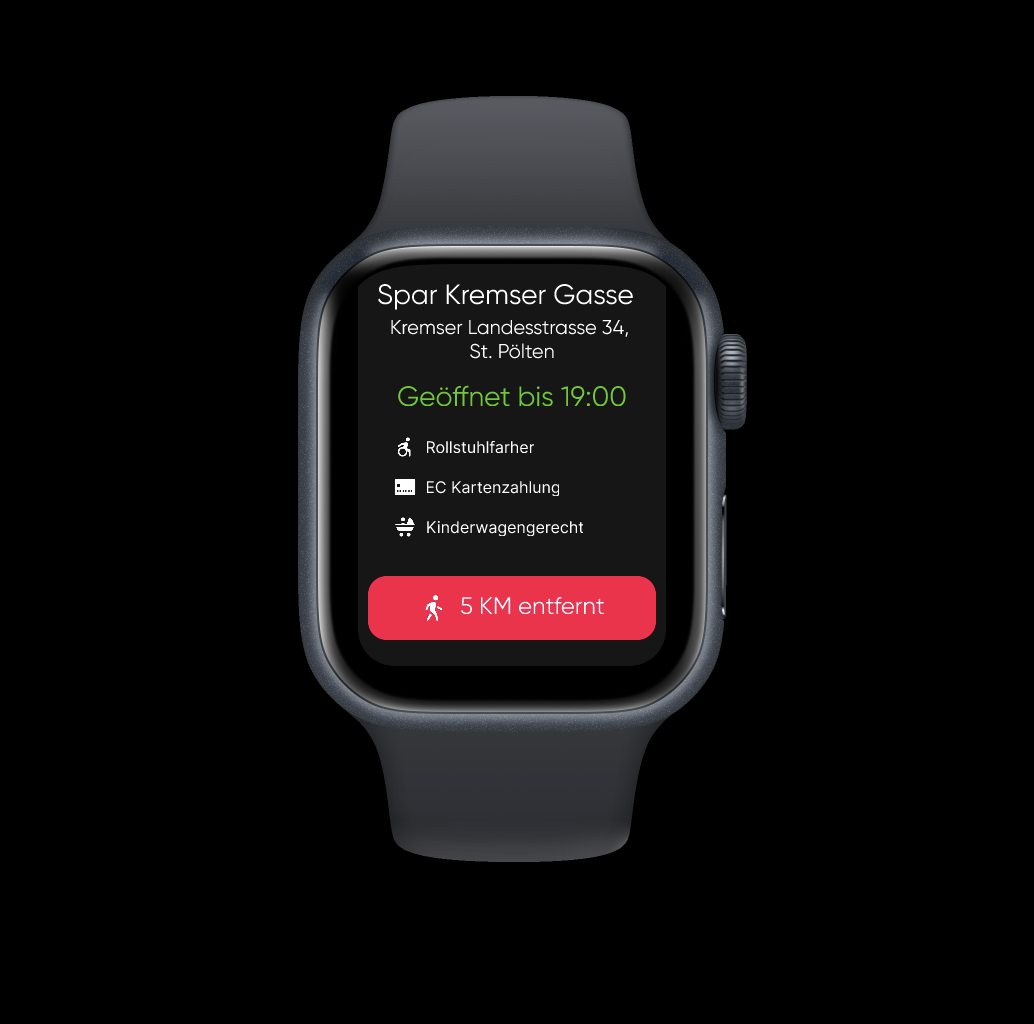 Spar Kremser Gasse
Kremser Landesstrasse 34,
St. Pölten
Geöffnet bis 19:00
Rollstuhlfarher
EC Kartenzahlung
Kinderwagengerecht
5 KM entfernt